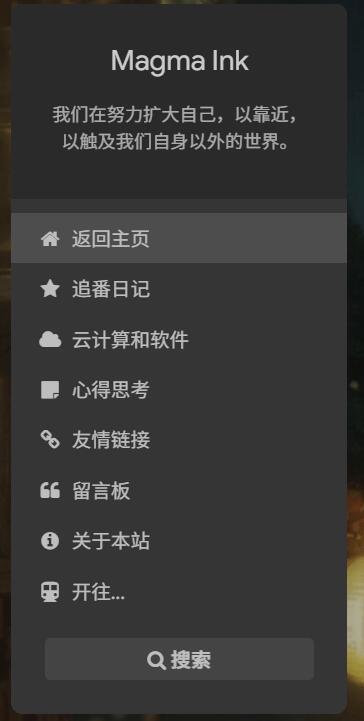 Magma Ink
我们在努力扩大自己，以靠近，
以触及我们自身以外的世界。
返回主页
追番日记
云计算和软件
心得思考
友情链接
留言板
关于本站
开往...
搜索